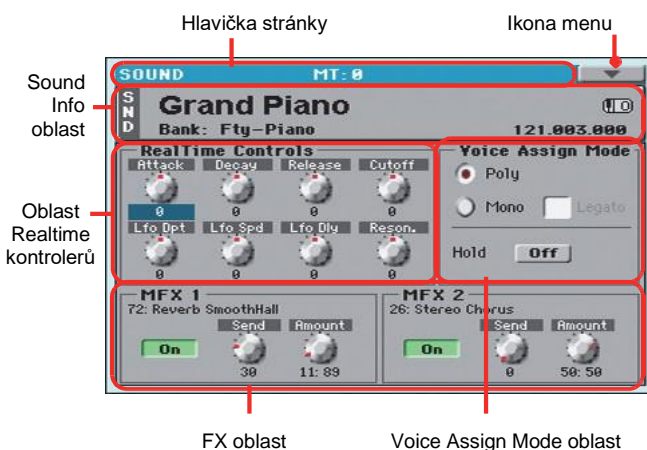 Hlavička stránky
Ikona menu
SOUND MT: 0
Sound
Info
oblast
SND
Grand Piano
Bank: Fty-Piano
121.003.000
RealTime Controls
Attack Decay Release Cutoff
0 0 0 0
Lfo Dpt Lfo Spd Lfo Dly Reson.
0 0 0 0
Voice Assign Mode
Poly
Mono Legato
Hold Off
Oblast
Realtime
kontrolerů
MFX 1
72: Reverb SmoothHall
Send Amount
On
30 11: 89
MFX 2
26: Stereo Chorus
Send Amount
On
0 50: 50
FX oblast
Voice Assign Mode oblast